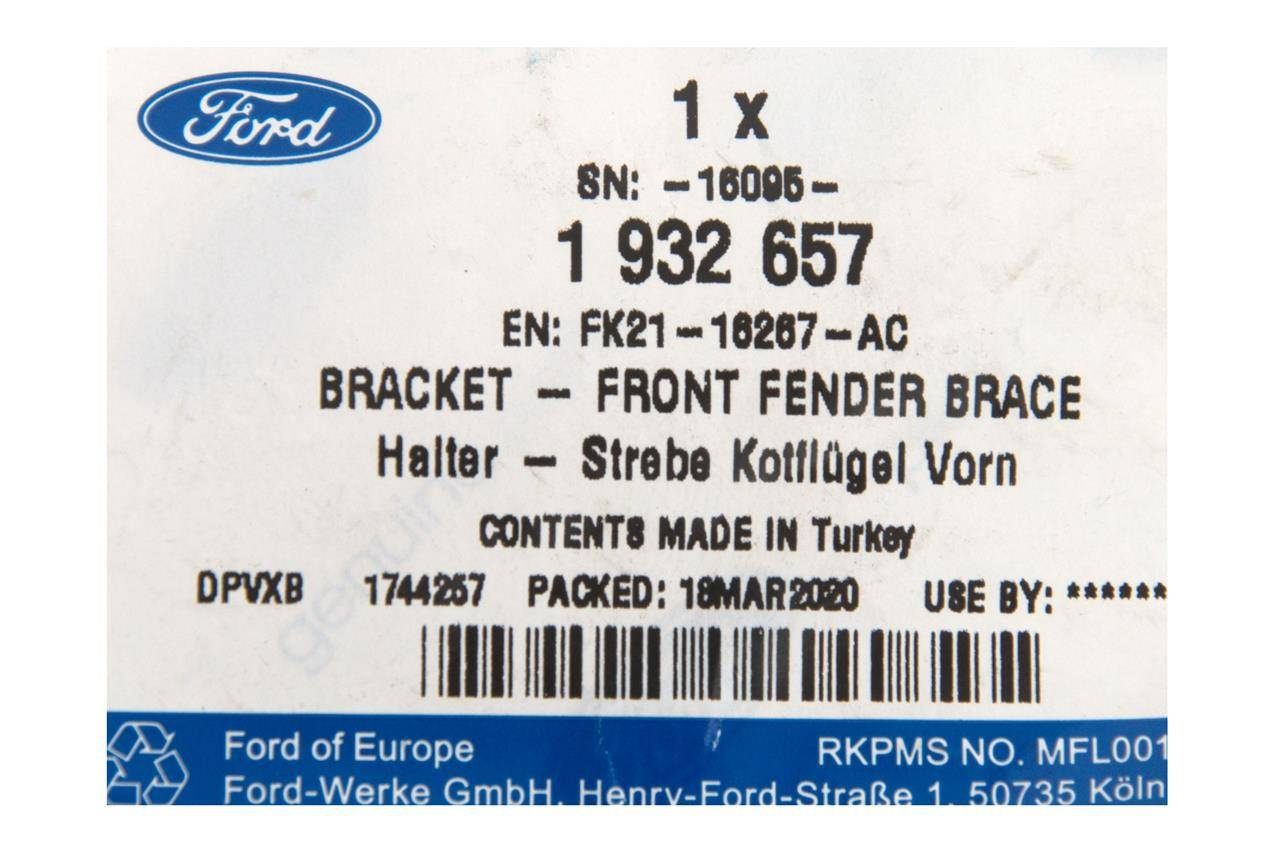 Ford
1 x
SN: -16095-
1 932 657
EN: FK21-16267-AC
BRACKET - FRONT FENDER BRACE
Halter - Strebe Kotflügel Vorn
CONTENTS MADE IN Turkey
DPVXB 1744257 PACKED: 18MAR2020 USE BY: ******
genuin
Ford of Europe RKPMS NO. MFL001
Ford-Werke GmbH, Henry-Ford-Straße 1, 50735 Köln